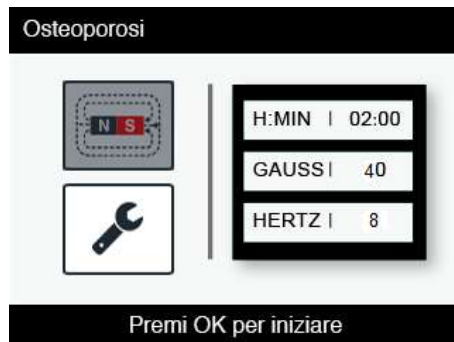 Osteoporosi
N S
H:MIN | 02:00
GAUSS | 40
HERTZ | 8
Premi OK per iniziare